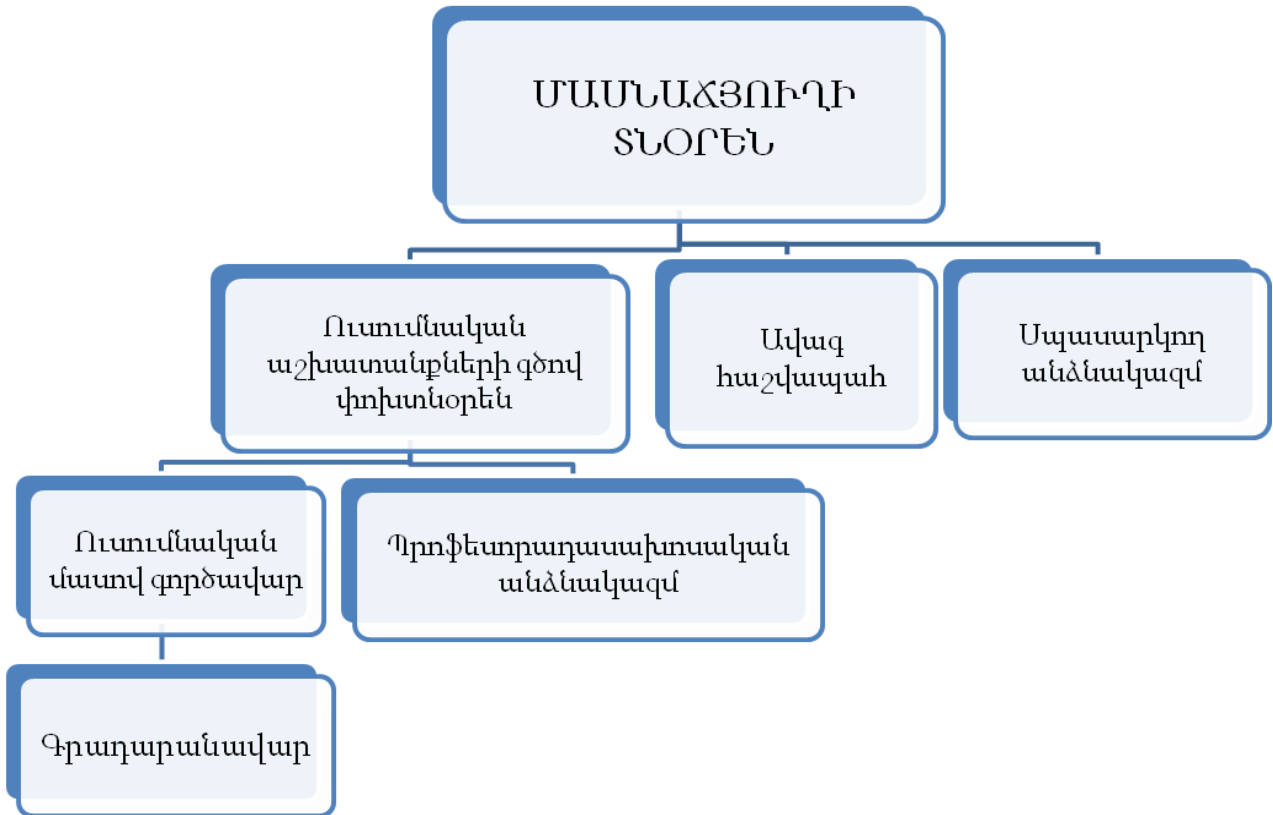 ՄԱՍՆԱՃՅՈՒՂԻ
ՏՆՕՐԵՆ
Ուսումնական
աշխատանքների գծով
փոխտնօրեն
Ավագ
հաշվապահ
Սպասարկող
անձնակազմ
Ուսումնական
մասով գործավար
Պրոֆեսորադասախոսական
անձնակազմ
Գրադարանավար